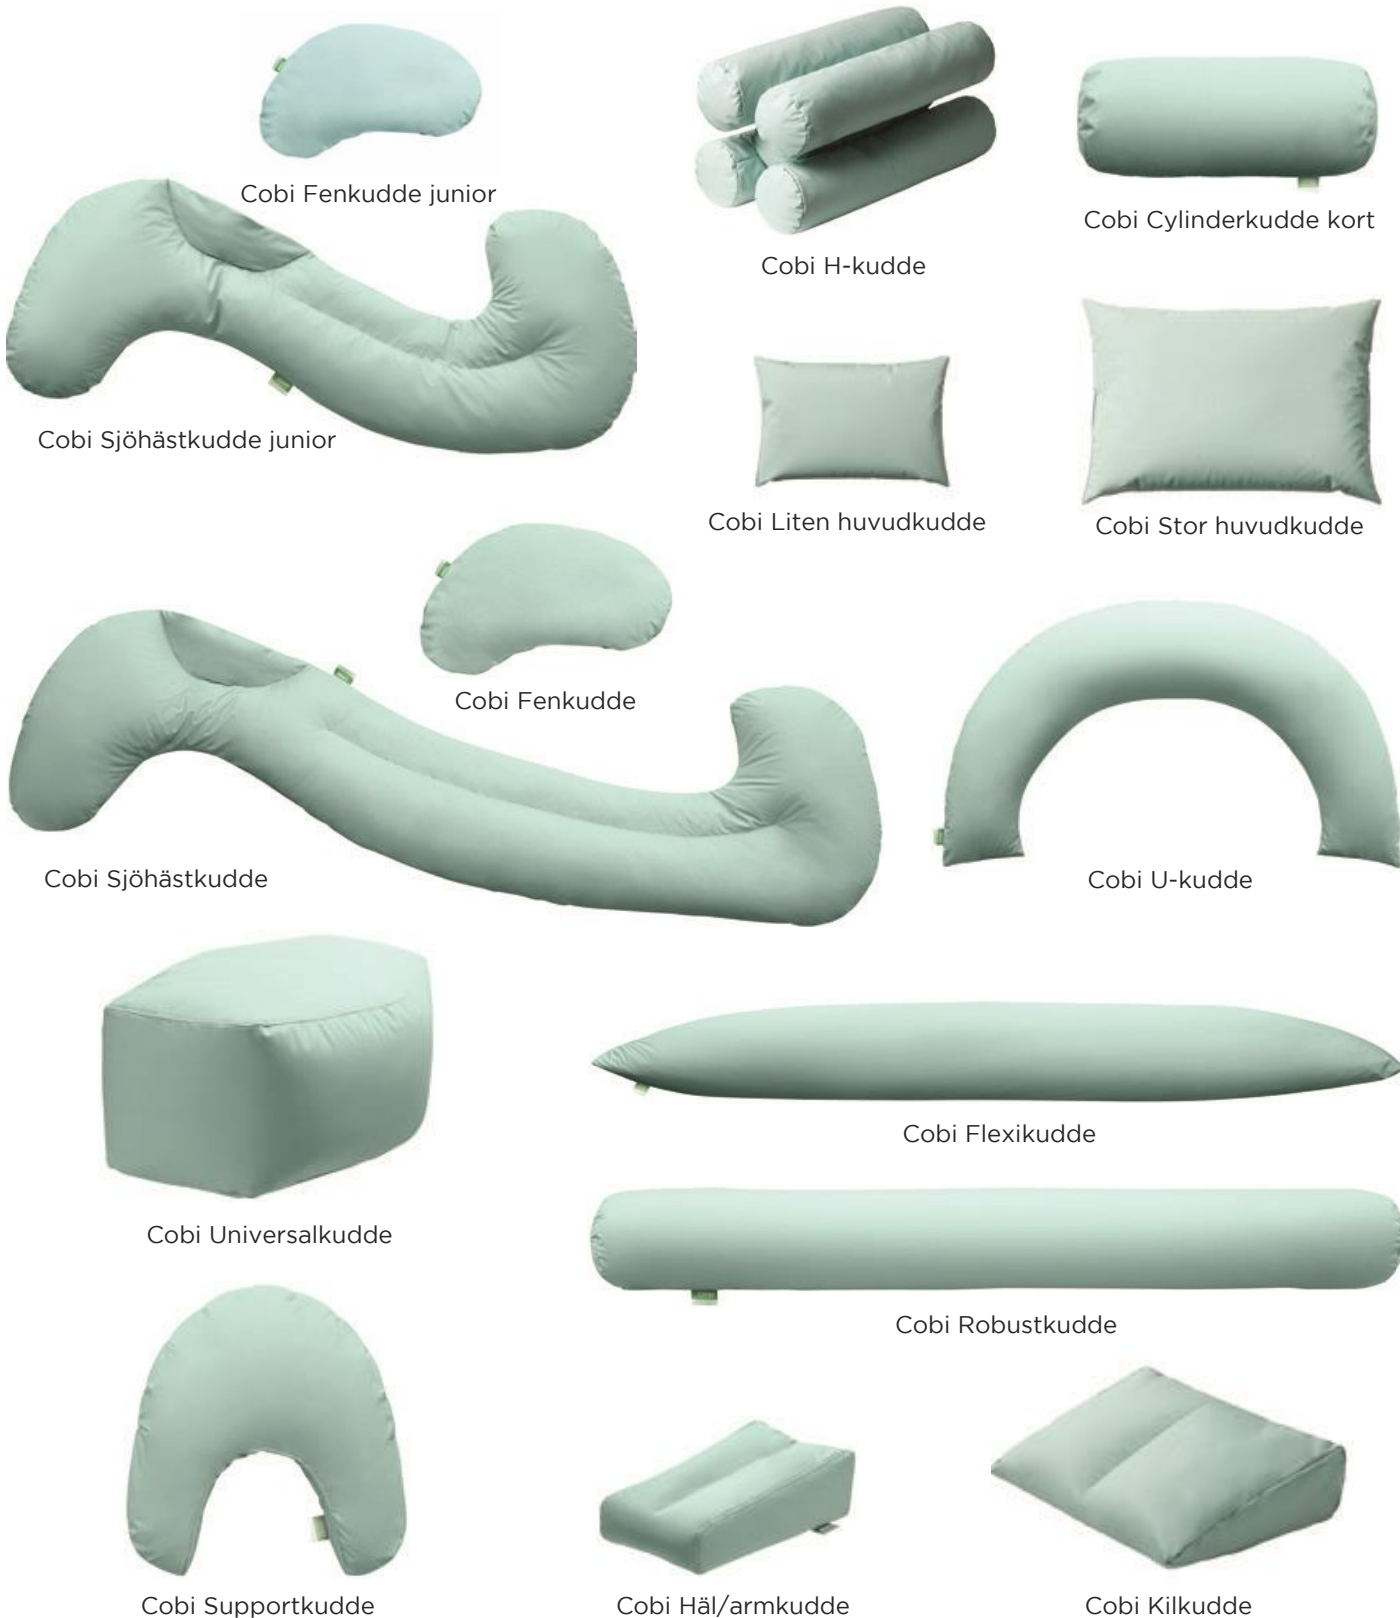 Cobi Fenkudde junior
Cobi H-kudde
Cobi Cylinderkudde kort
Cobi Sjöhästkudde junior
Cobi Liten huvudkudde
Cobi Stor huvudkudde
Cobi Fenkudde
Cobi Sjöhästkudde
Cobi U-kudde
Cobi Flexikudde
Cobi Universalkudde
Cobi Robustkudde
Cobi Supportkudde
Cobi Häl/armkudde
Cobi Kilkudde